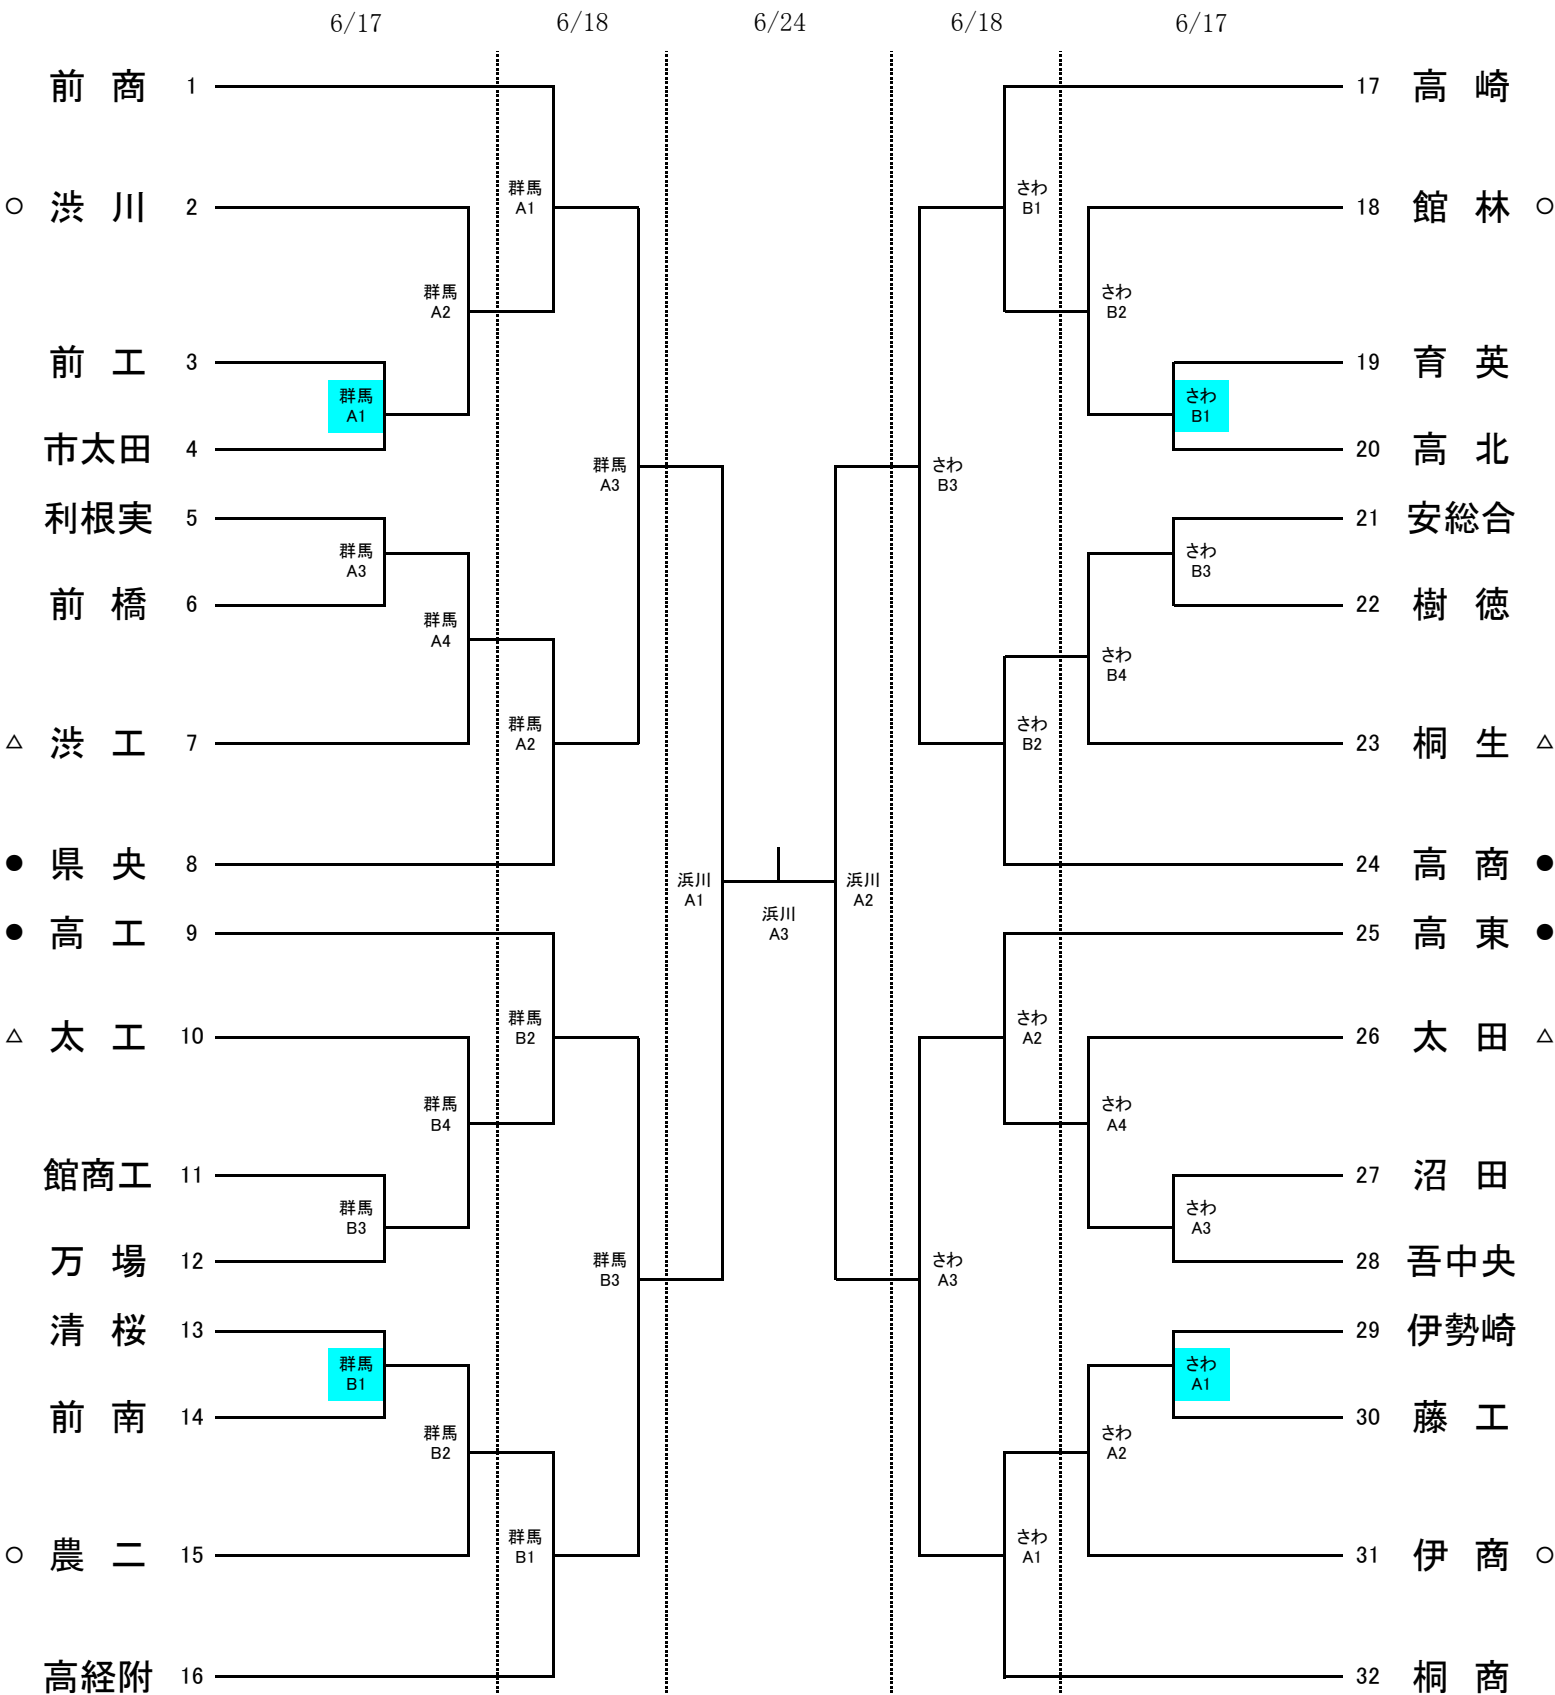 6/17 6/18 6/24 6/18 6/17
前 商 1
○ 渋 川 2
前 工 3
市太田 4
利根実 5
前 橋 6
△ 渋 工 7
● 県 央 8
● 高 工 9
△ 太 工 10
館商工 11
万 場 12
清 桜 13
前 南 14
○ 農 二 15
高経附 16
群馬
A1
群馬
A3
群馬
B3
群馬
B1
群馬
A2
群馬
A4
群馬
B4
群馬
B2
群馬
A1
群馬
A2
群馬
B2
群馬
B1
群馬
A3
群馬
B3
浜川
A1
浜川
A3
浜川
A2
さわ
B3
さわ
A3
さわ
B1
さわ
B2
さわ
A2
さわ
A1
さわ
B2
さわ
B4
さわ
A4
さわ
A2
さわ
B1
さわ
B3
さわ
A3
さわ
A1
17 高 崎
18 館 林 ○
19 育 英
20 高 北
21 安総合
22 樹 徳
23 桐 生 △
24 高 商 ●
25 高 東 ●
26 太 田 △
27 沼 田
28 吾中央
29 伊勢崎
30 藤 工
31 伊 商 ○
32 桐 商